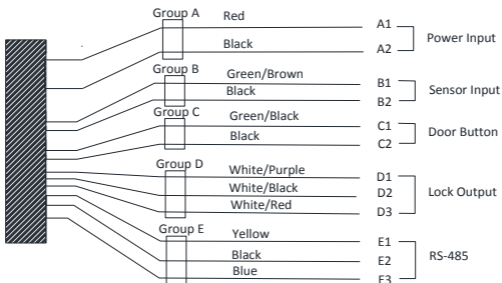 Group A
Red
A1
Power Input
Black
A2
Group B
Green/Brown
B1
Sensor Input
Black
B2
Group C
Green/Black
C1
Door Button
Black
C2
Group D
White/Purple
D1
White/Black
D2
Lock Output
White/Red
D3
Group E
Yellow
E1
Black
E2
RS-485
Blue
E3